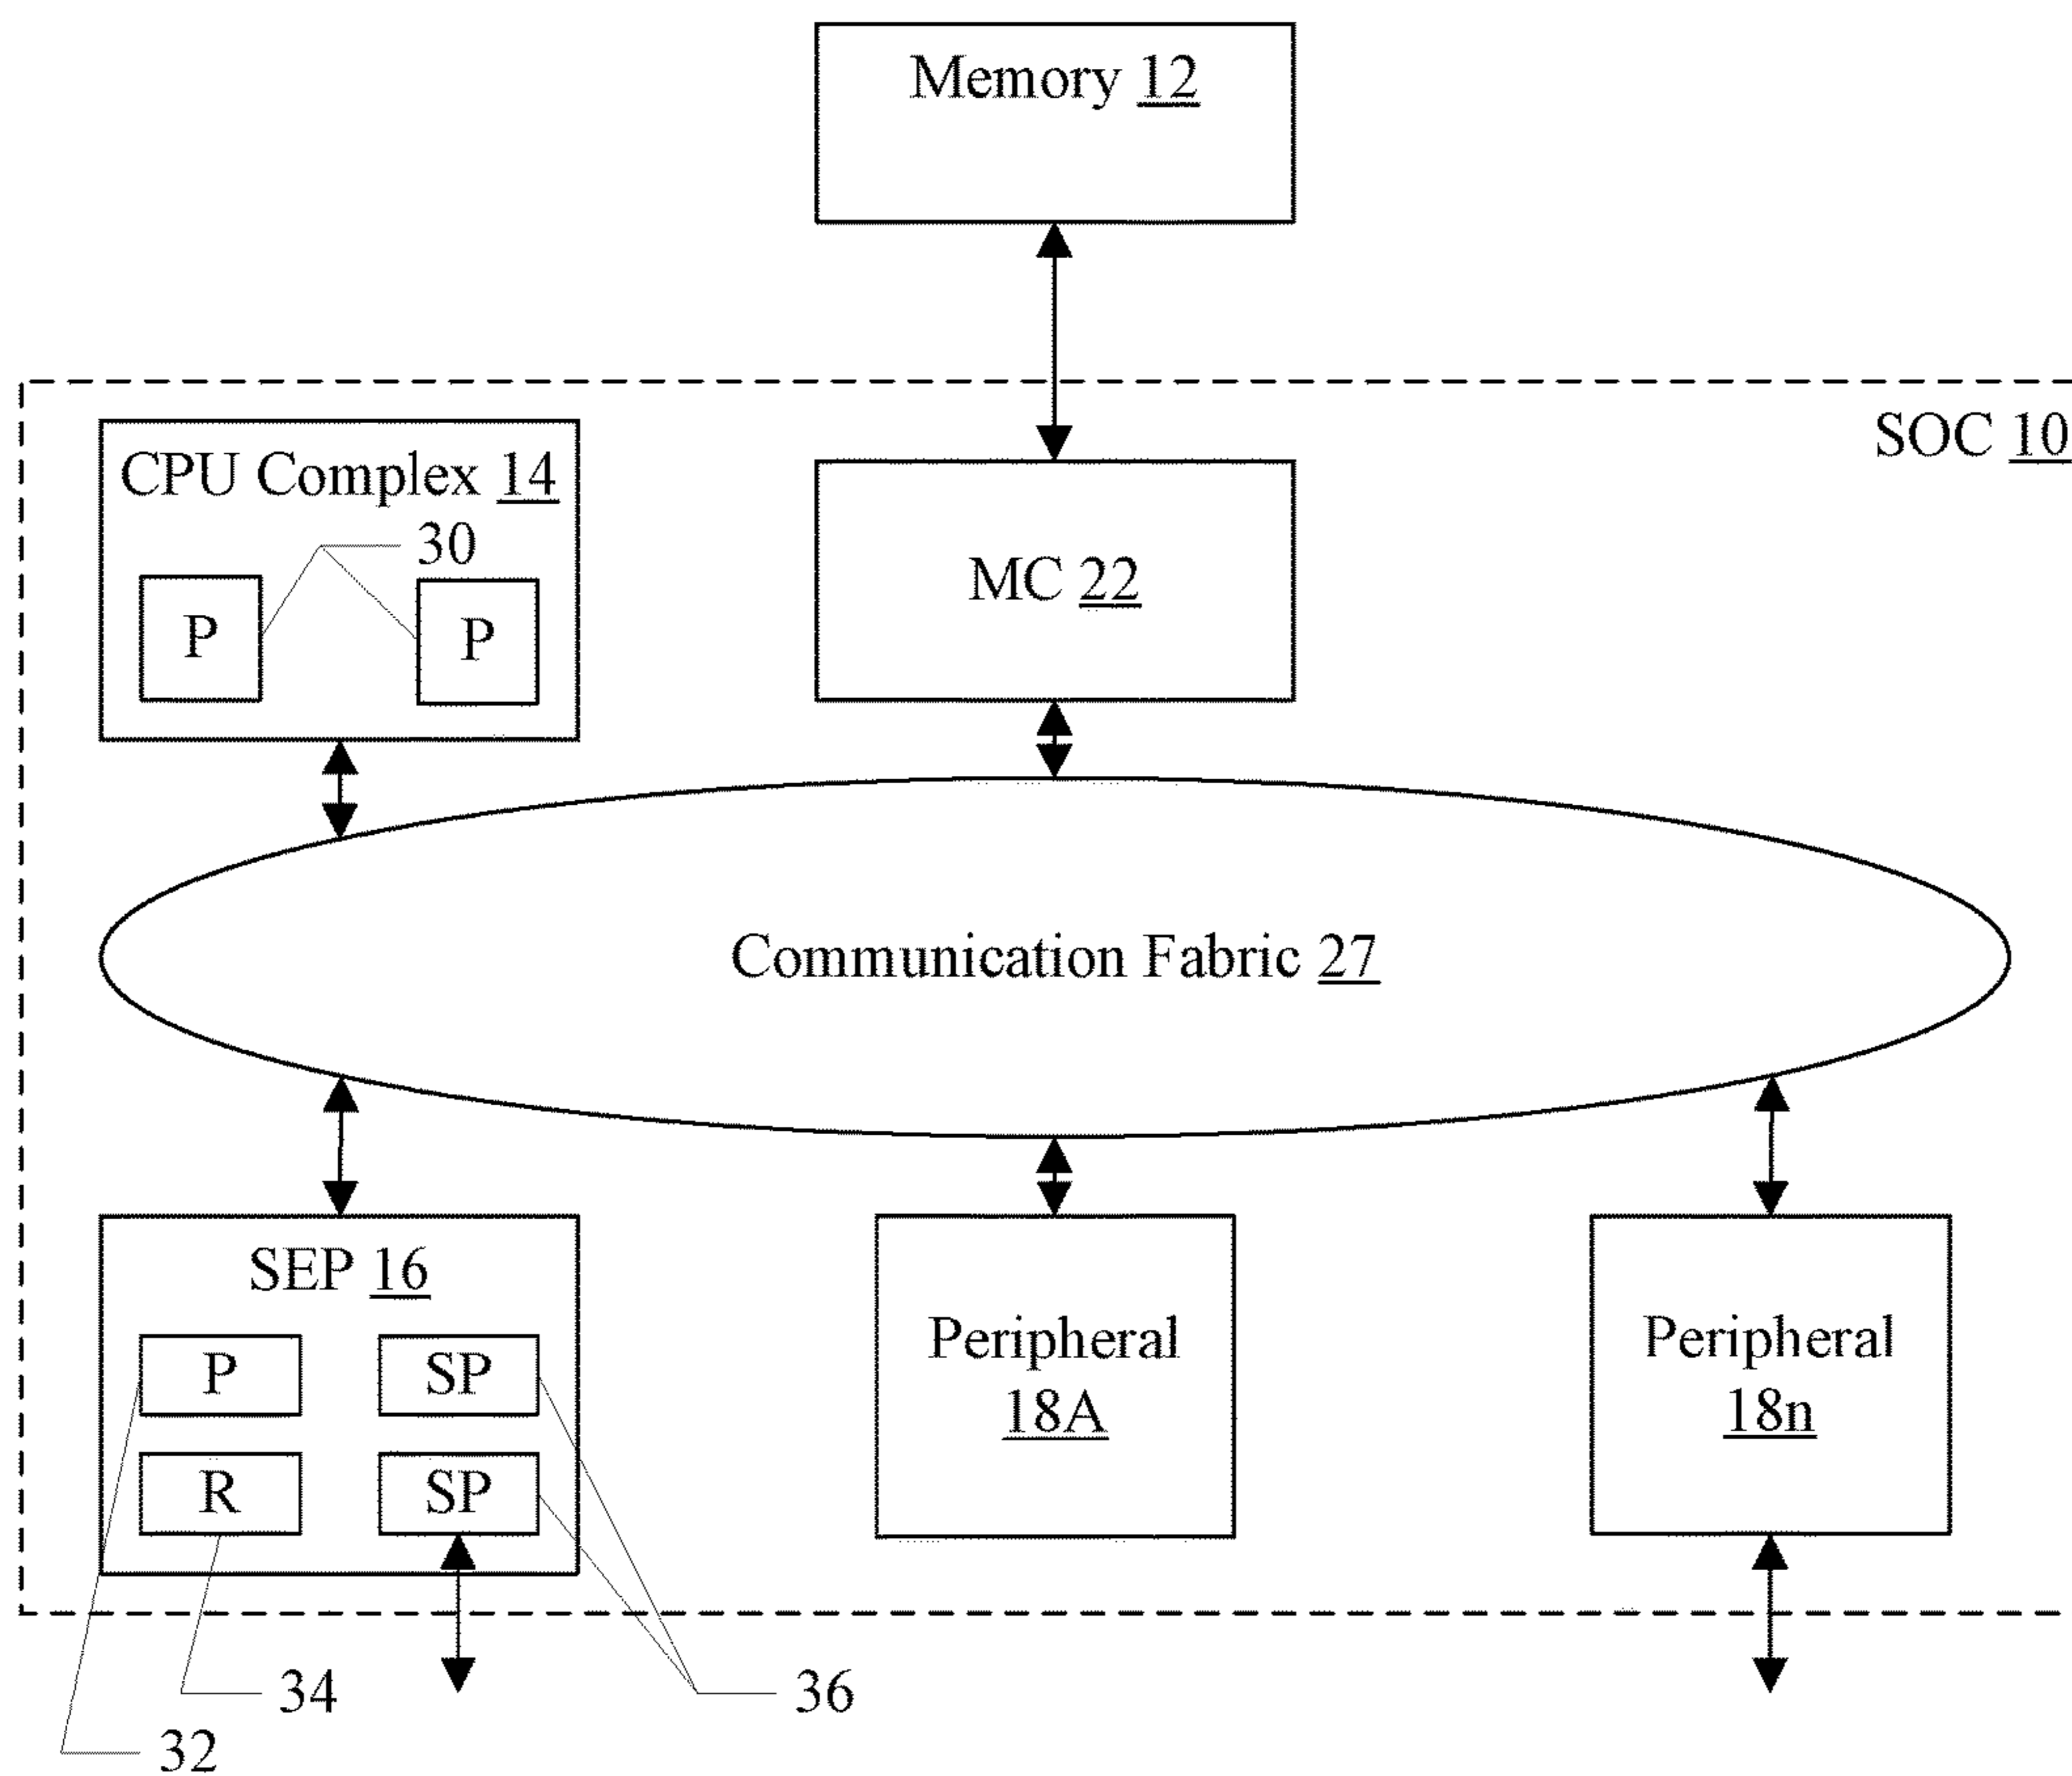 Memory 12
SOC 10
CPU Complex 14
30
P
P
MC 22
Communication Fabric 27
SEP 16
P
SP
R
SP
Peripheral
18A
Peripheral
18n
34
36
32